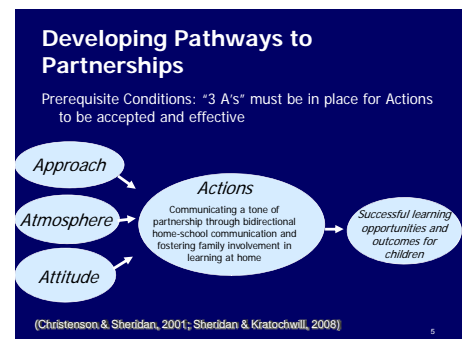 Developing Pathways to
Partnerships
Prerequisite Conditions: "3 A's" must be in place for Actions
to be accepted and effective
Approach
Atmosphere
Attitude
Actions
Communicating a tone of
partnership through bidirectional
home-school communication and
fostering family involvement in
learning at home
Successful learning
opportunities and
outcomes for
children
(Christenson & Sheridan, 2001; Sheridan & Kratochwill, 2008)
5